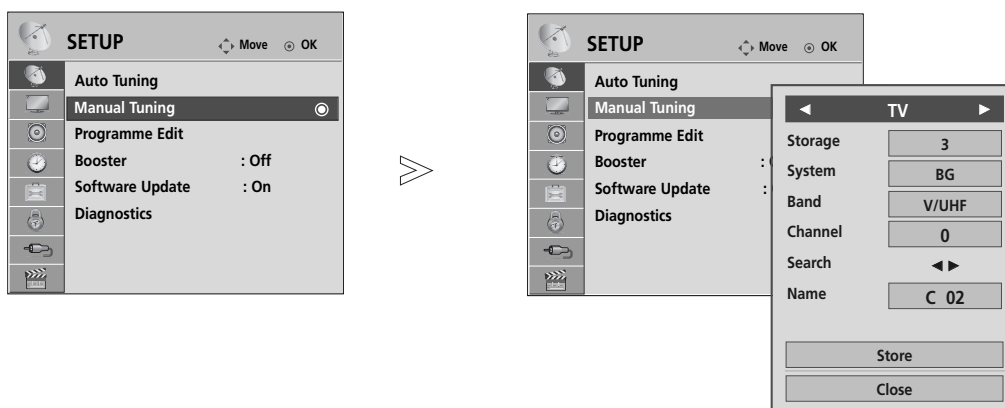 SETUP Move OK
Auto Tuning
Manual Tuning
Programme Edit
Booster : Off
Software Update : On
Diagnostics
SETUP Move OK
Auto Tuning
Manual Tuning
Programme Edit
Booster :
Software Update :
Diagnostics
◄ TV ►
Storage 3
System BG
Band V/UHF
Channel 0
Search ◄ ►
Name C 02
Store
Close